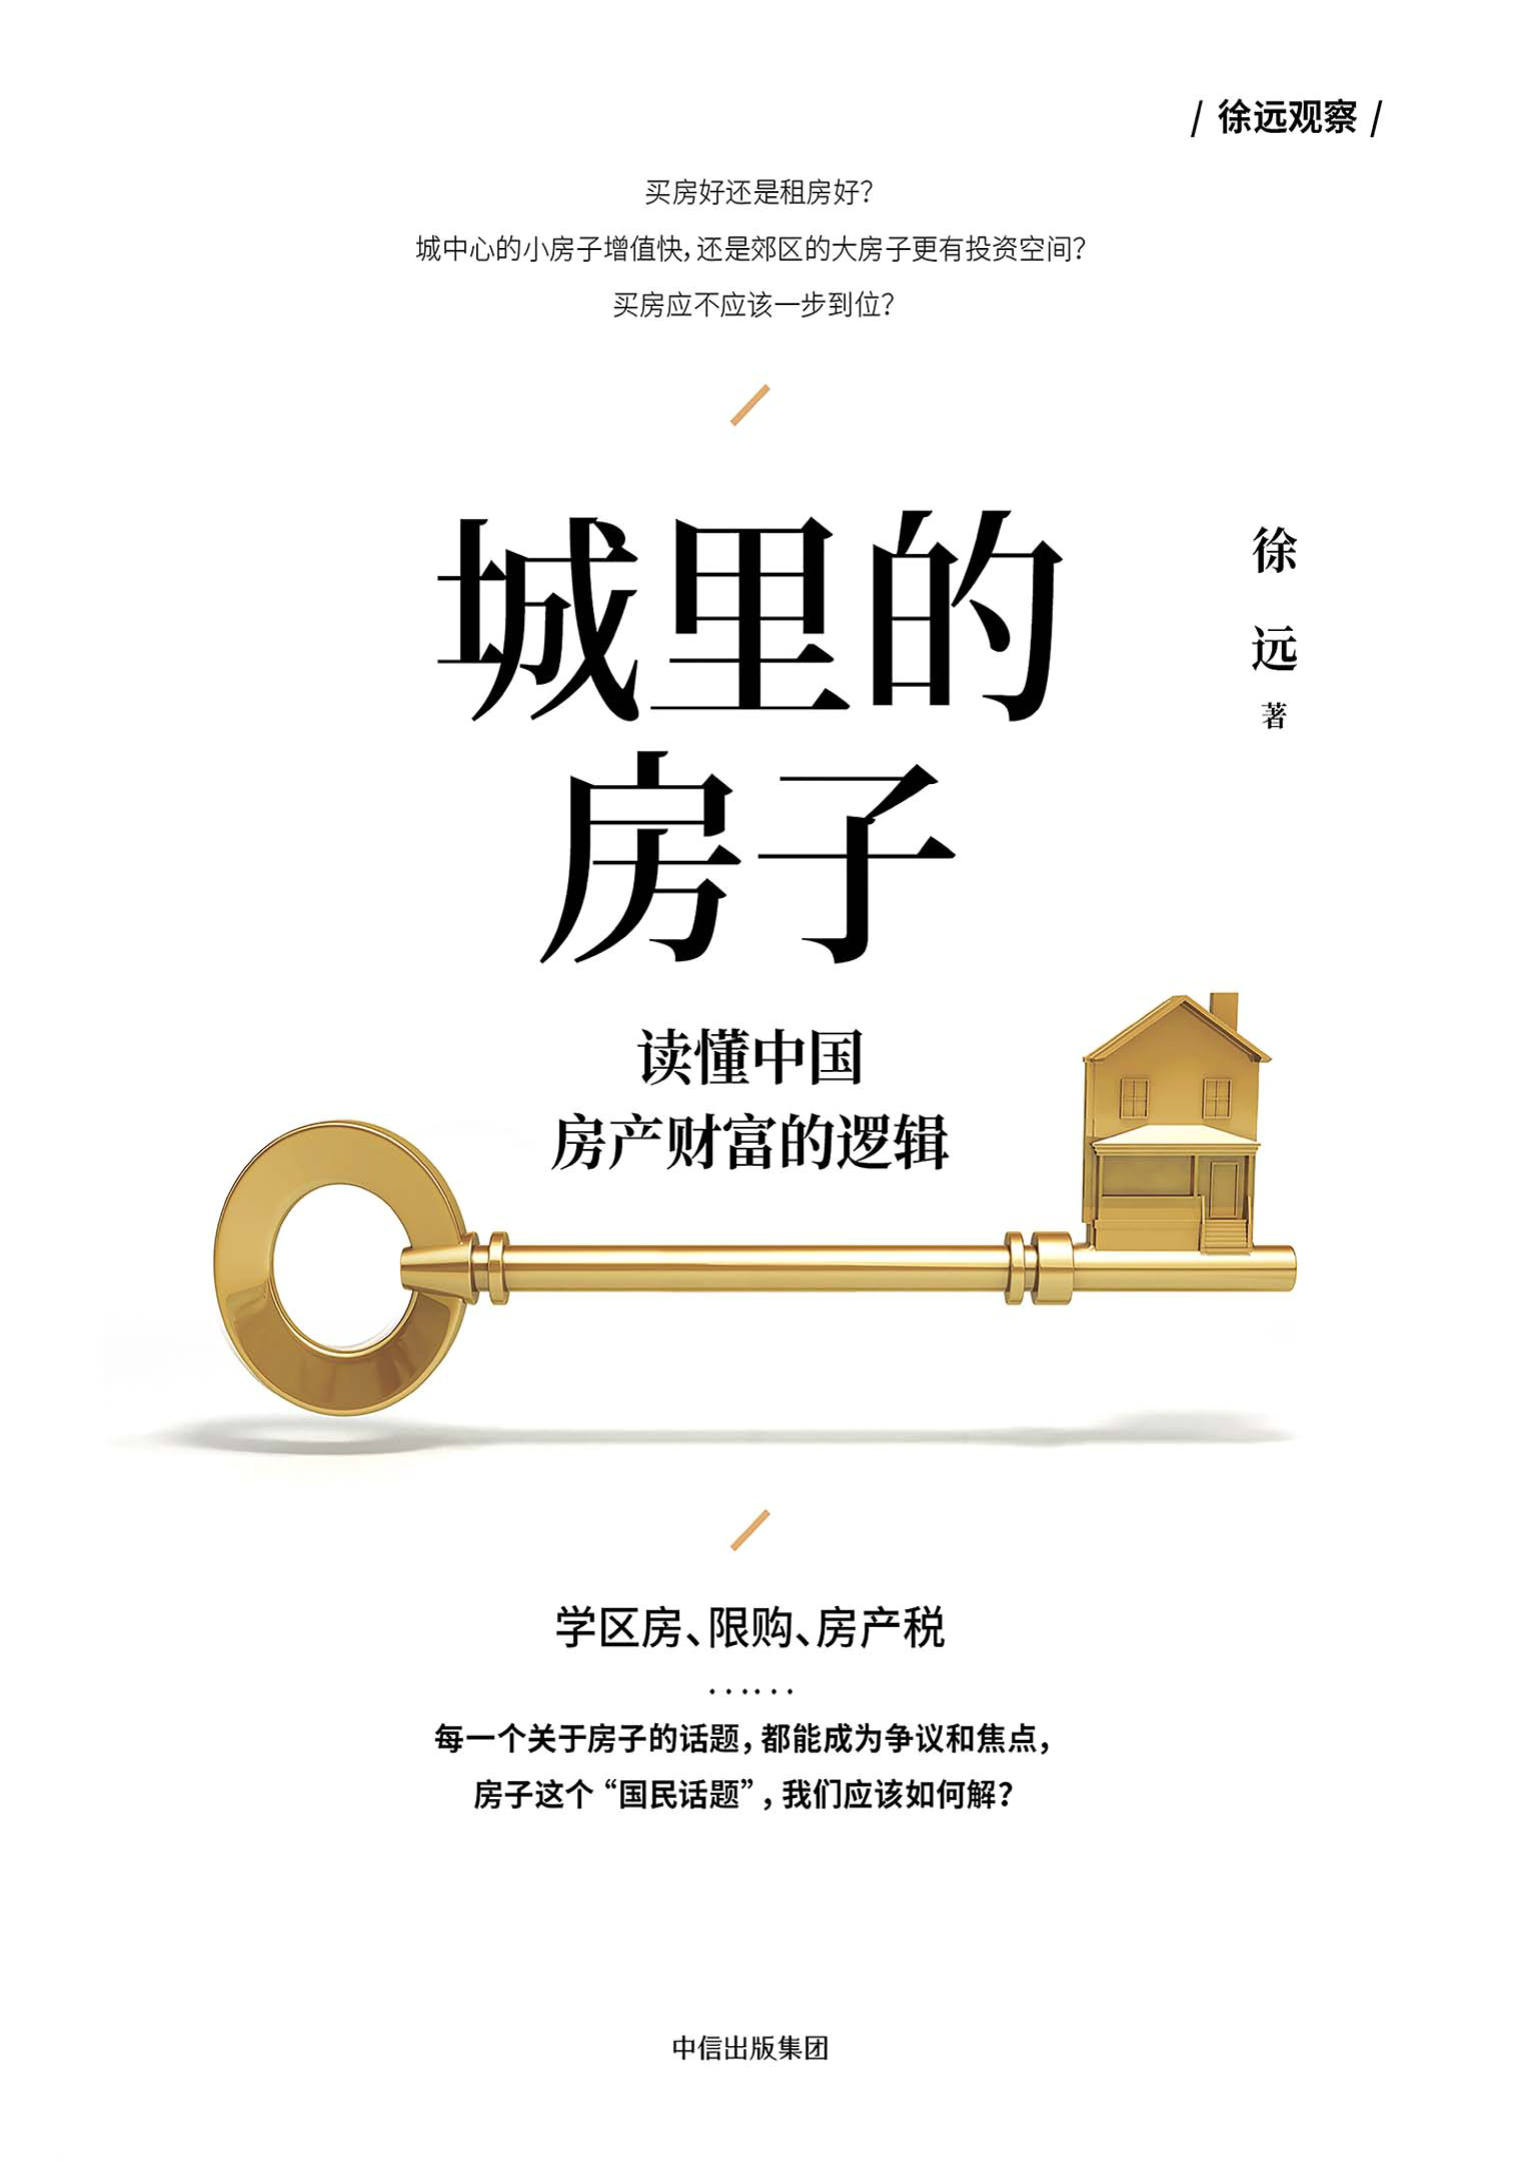 / 徐远观察 /
买房好还是租房好？
城中心的小房子增值快，还是郊区的大房子更有投资空间？
买房应不应该一步到位？
城里的
房子
徐
远
著
读懂中国
房产财富的逻辑
学区房、限购、房产税
……
每一个关于房子的话题，都能成为争议和焦点，
房子这个“国民话题”，我们应该如何解？
中信出版集团